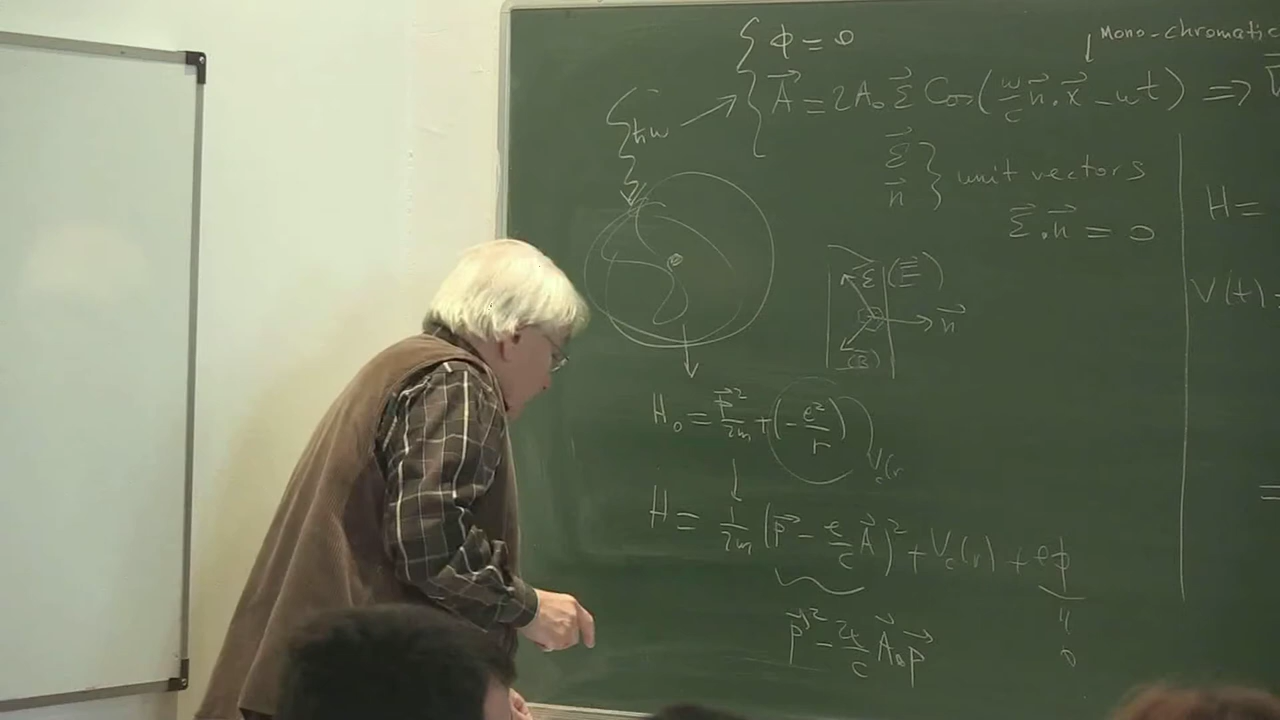 φ = 0
Mono-chromatic
A⃗ = 2A₀ ε⃗ Cos(ω/c n⃗.x⃗ - ωt) ⇒ ∇⃗
ħω
ε⃗
n⃗ } unit vectors
ε⃗.n⃗ = 0
H =
V(t) =
ε⃗ (E⃗)
n⃗
(B⃗)
H₀ = p⃗²/2m + (-e²/r)
V_c(r
H = 1/2m (p⃗ - e/c A⃗)² + V_c(r) + eφ
p⃗² - 2e/c A⃗•p⃗
"
0
=